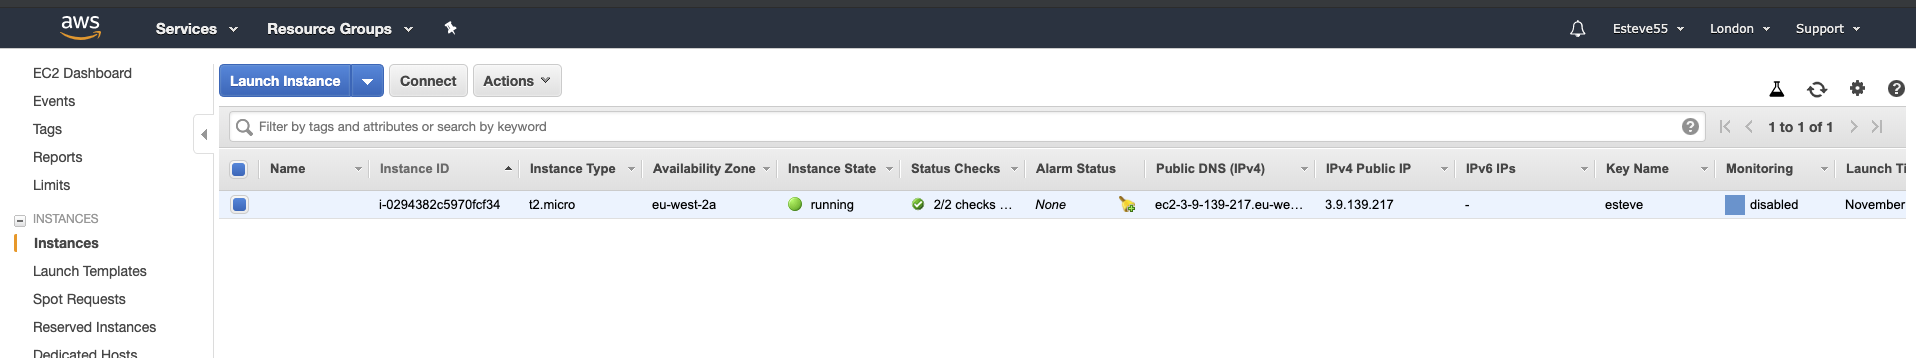 aws
Services
Resource Groups
Esteve55
London
Support
EC2 Dashboard
Events
Tags
Reports
Limits
INSTANCES
Instances
Launch Templates
Spot Requests
Reserved Instances
Dedicated Hosts
Launch Instance
Connect
Actions
Filter by tags and attributes or search by keyword
1 to 1 of 1
Name Instance ID Instance Type Availability Zone Instance State Status Checks Alarm Status Public DNS (IPv4) IPv4 Public IP IPv6 IPs Key Name Monitoring Launch Ti
i-0294382c5970fcf34 t2.micro eu-west-2a running 2/2 checks ... None ec2-3-9-139-217.eu-we... 3.9.139.217 - esteve disabled November